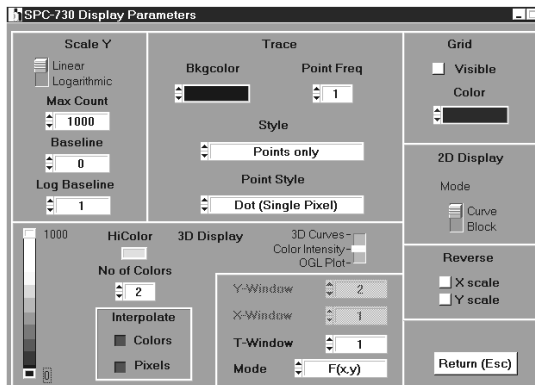 SPC-730 Display Parameters
Scale Y
Linear
Logarithmic
Max Count
1000
Baseline
0
Log Baseline
1
Trace
Bkgcolor
Point Freq
1
Style
Points only
Point Style
Dot (Single Pixel)
Grid
Visible
Color
2D Display
Mode
Curve
Block
Reverse
X scale
Y scale
Return (Esc)
1000
0
HiColor
No of Colors
2
Interpolate
Colors
Pixels
3D Display
3D Curves
Color Intensity
OGL Plot
Y-Window
2
X-Window
1
T-Window
1
Mode
F(x,y)